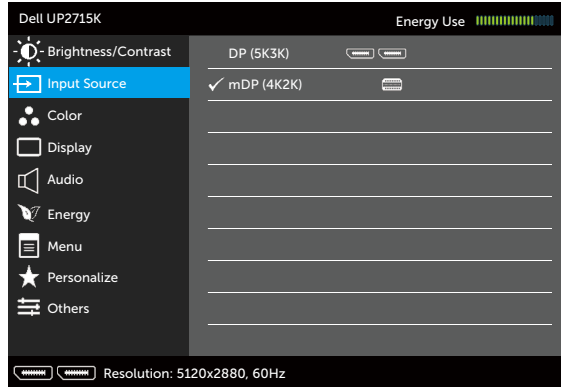 Dell UP2715K
Energy Use
Brightness/Contrast
DP (5K3K)
Input Source
mDP (4K2K)
Color
Display
Audio
Energy
Menu
Personalize
Others
Resolution: 5120x2880, 60Hz